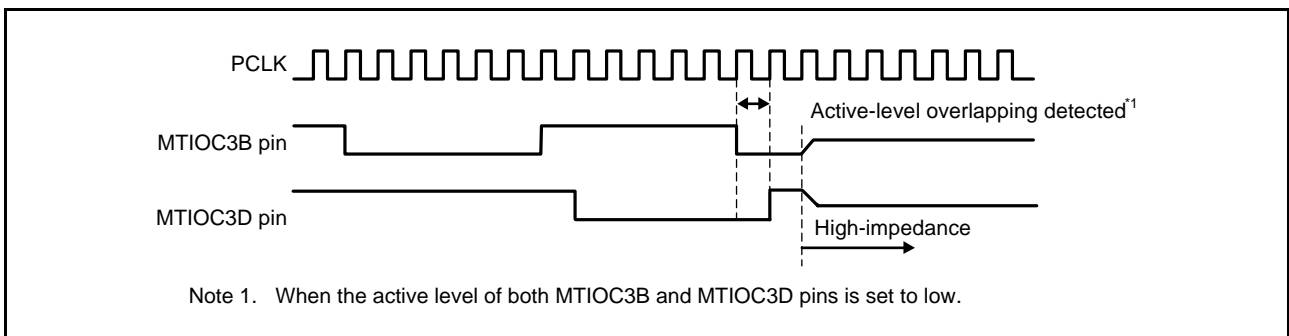 PCLK
Active-level overlapping detected*1
MTIOC3B pin
MTIOC3D pin
High-impedance
Note 1. When the active level of both MTIOC3B and MTIOC3D pins is set to low.